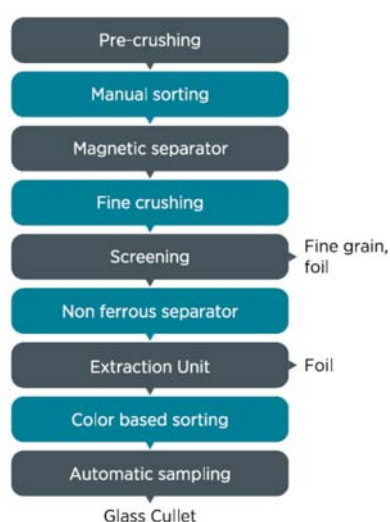 Pre-crushing
Manual sorting
Magnetic separator
Fine crushing
Screening
Fine grain,
foil
Non ferrous separator
Extraction Unit
Foil
Color based sorting
Automatic sampling
Glass Cullet